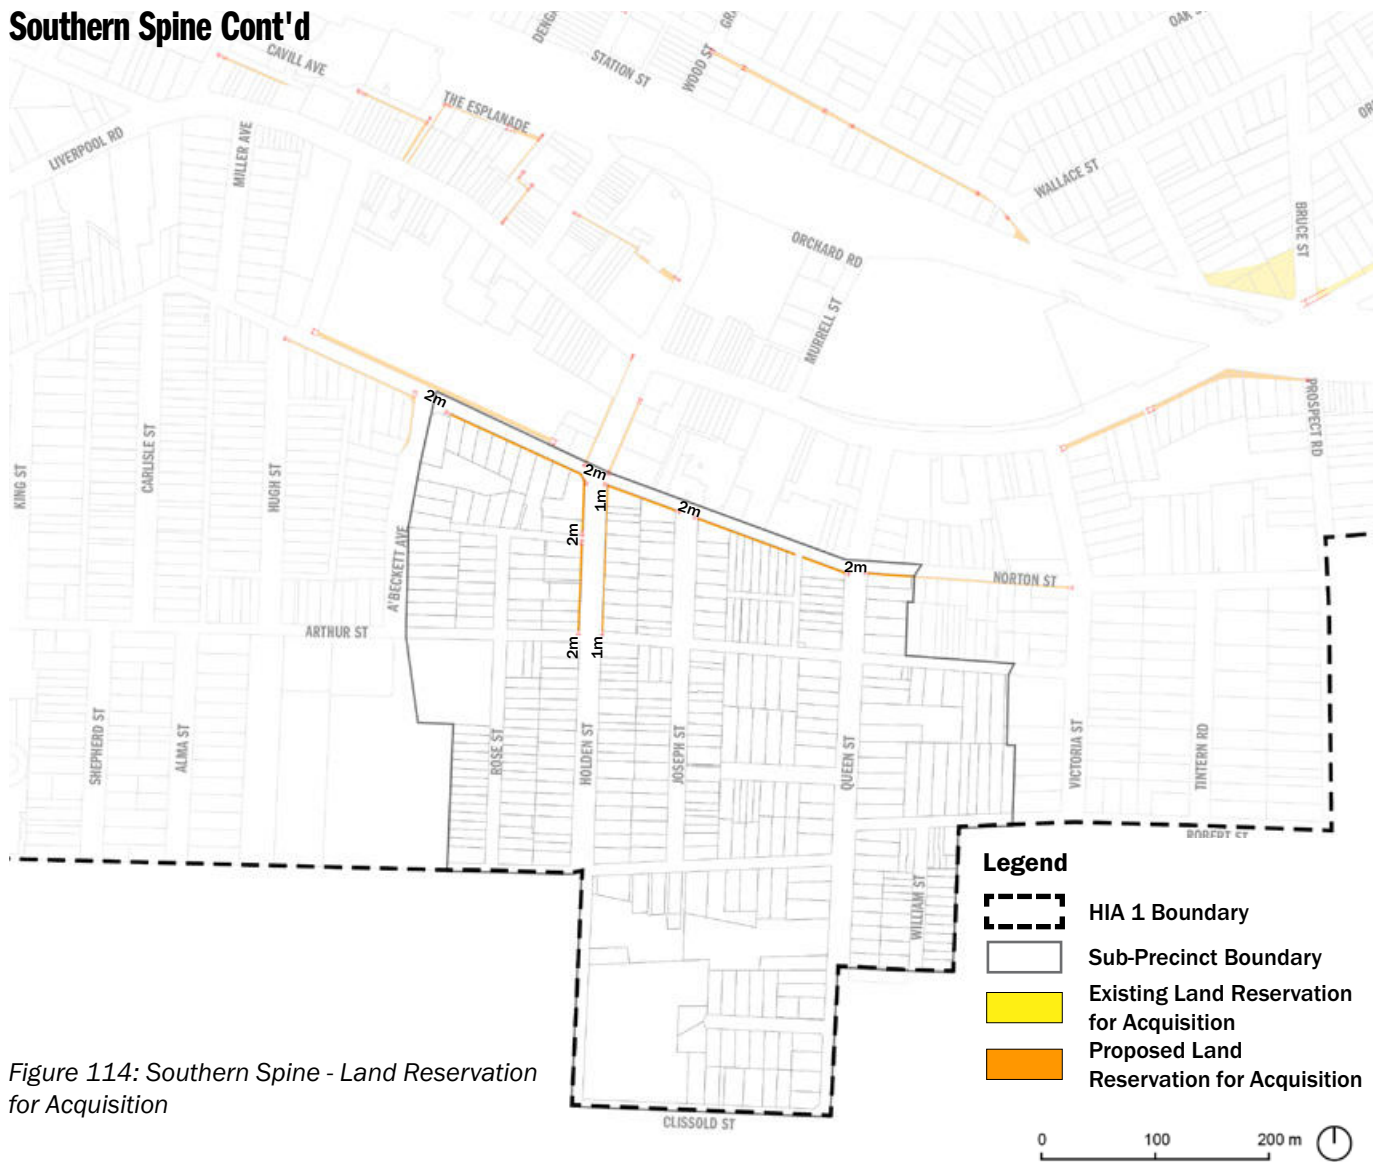 Southern Spine Cont'd
CAVILL AVE
STATION ST
WOOD ST
THE ESPLANADE
LIVERPOOL RD
MILLER AVE
WALLACE ST
BRUCE ST
ORCHARD RD
MURRELL ST
PROSPECT RD
2m
2m
1m
2m
2m
2m
NORTON ST
KING ST
CARLISLE ST
HUGH ST
A'BECKETT AVE
ARTHUR ST
2m
1m
SHEPHERD ST
ALMA ST
ROSE ST
HOLDEN ST
JOSEPH ST
QUEEN ST
VICTORIA ST
TINTERN RD
ROBERT ST
WILLIAM ST
Legend
HIA 1 Boundary
Sub-Precinct Boundary
Existing Land Reservation
for Acquisition
Proposed Land
Reservation for Acquisition
Figure 114: Southern Spine - Land Reservation
for Acquisition
CLISSOLD ST
0 100 200 m